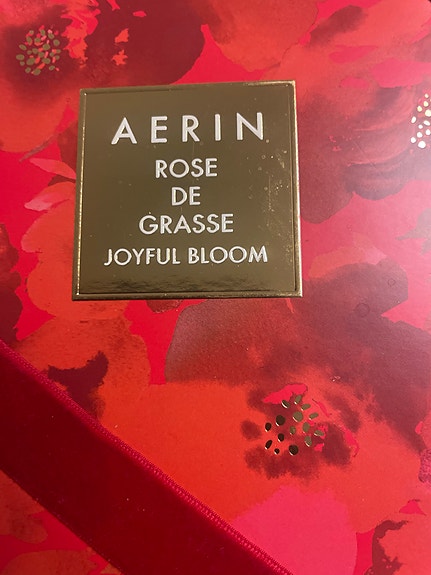 AERIN
ROSE
DE
GRASSE
JOYFUL BLOOM